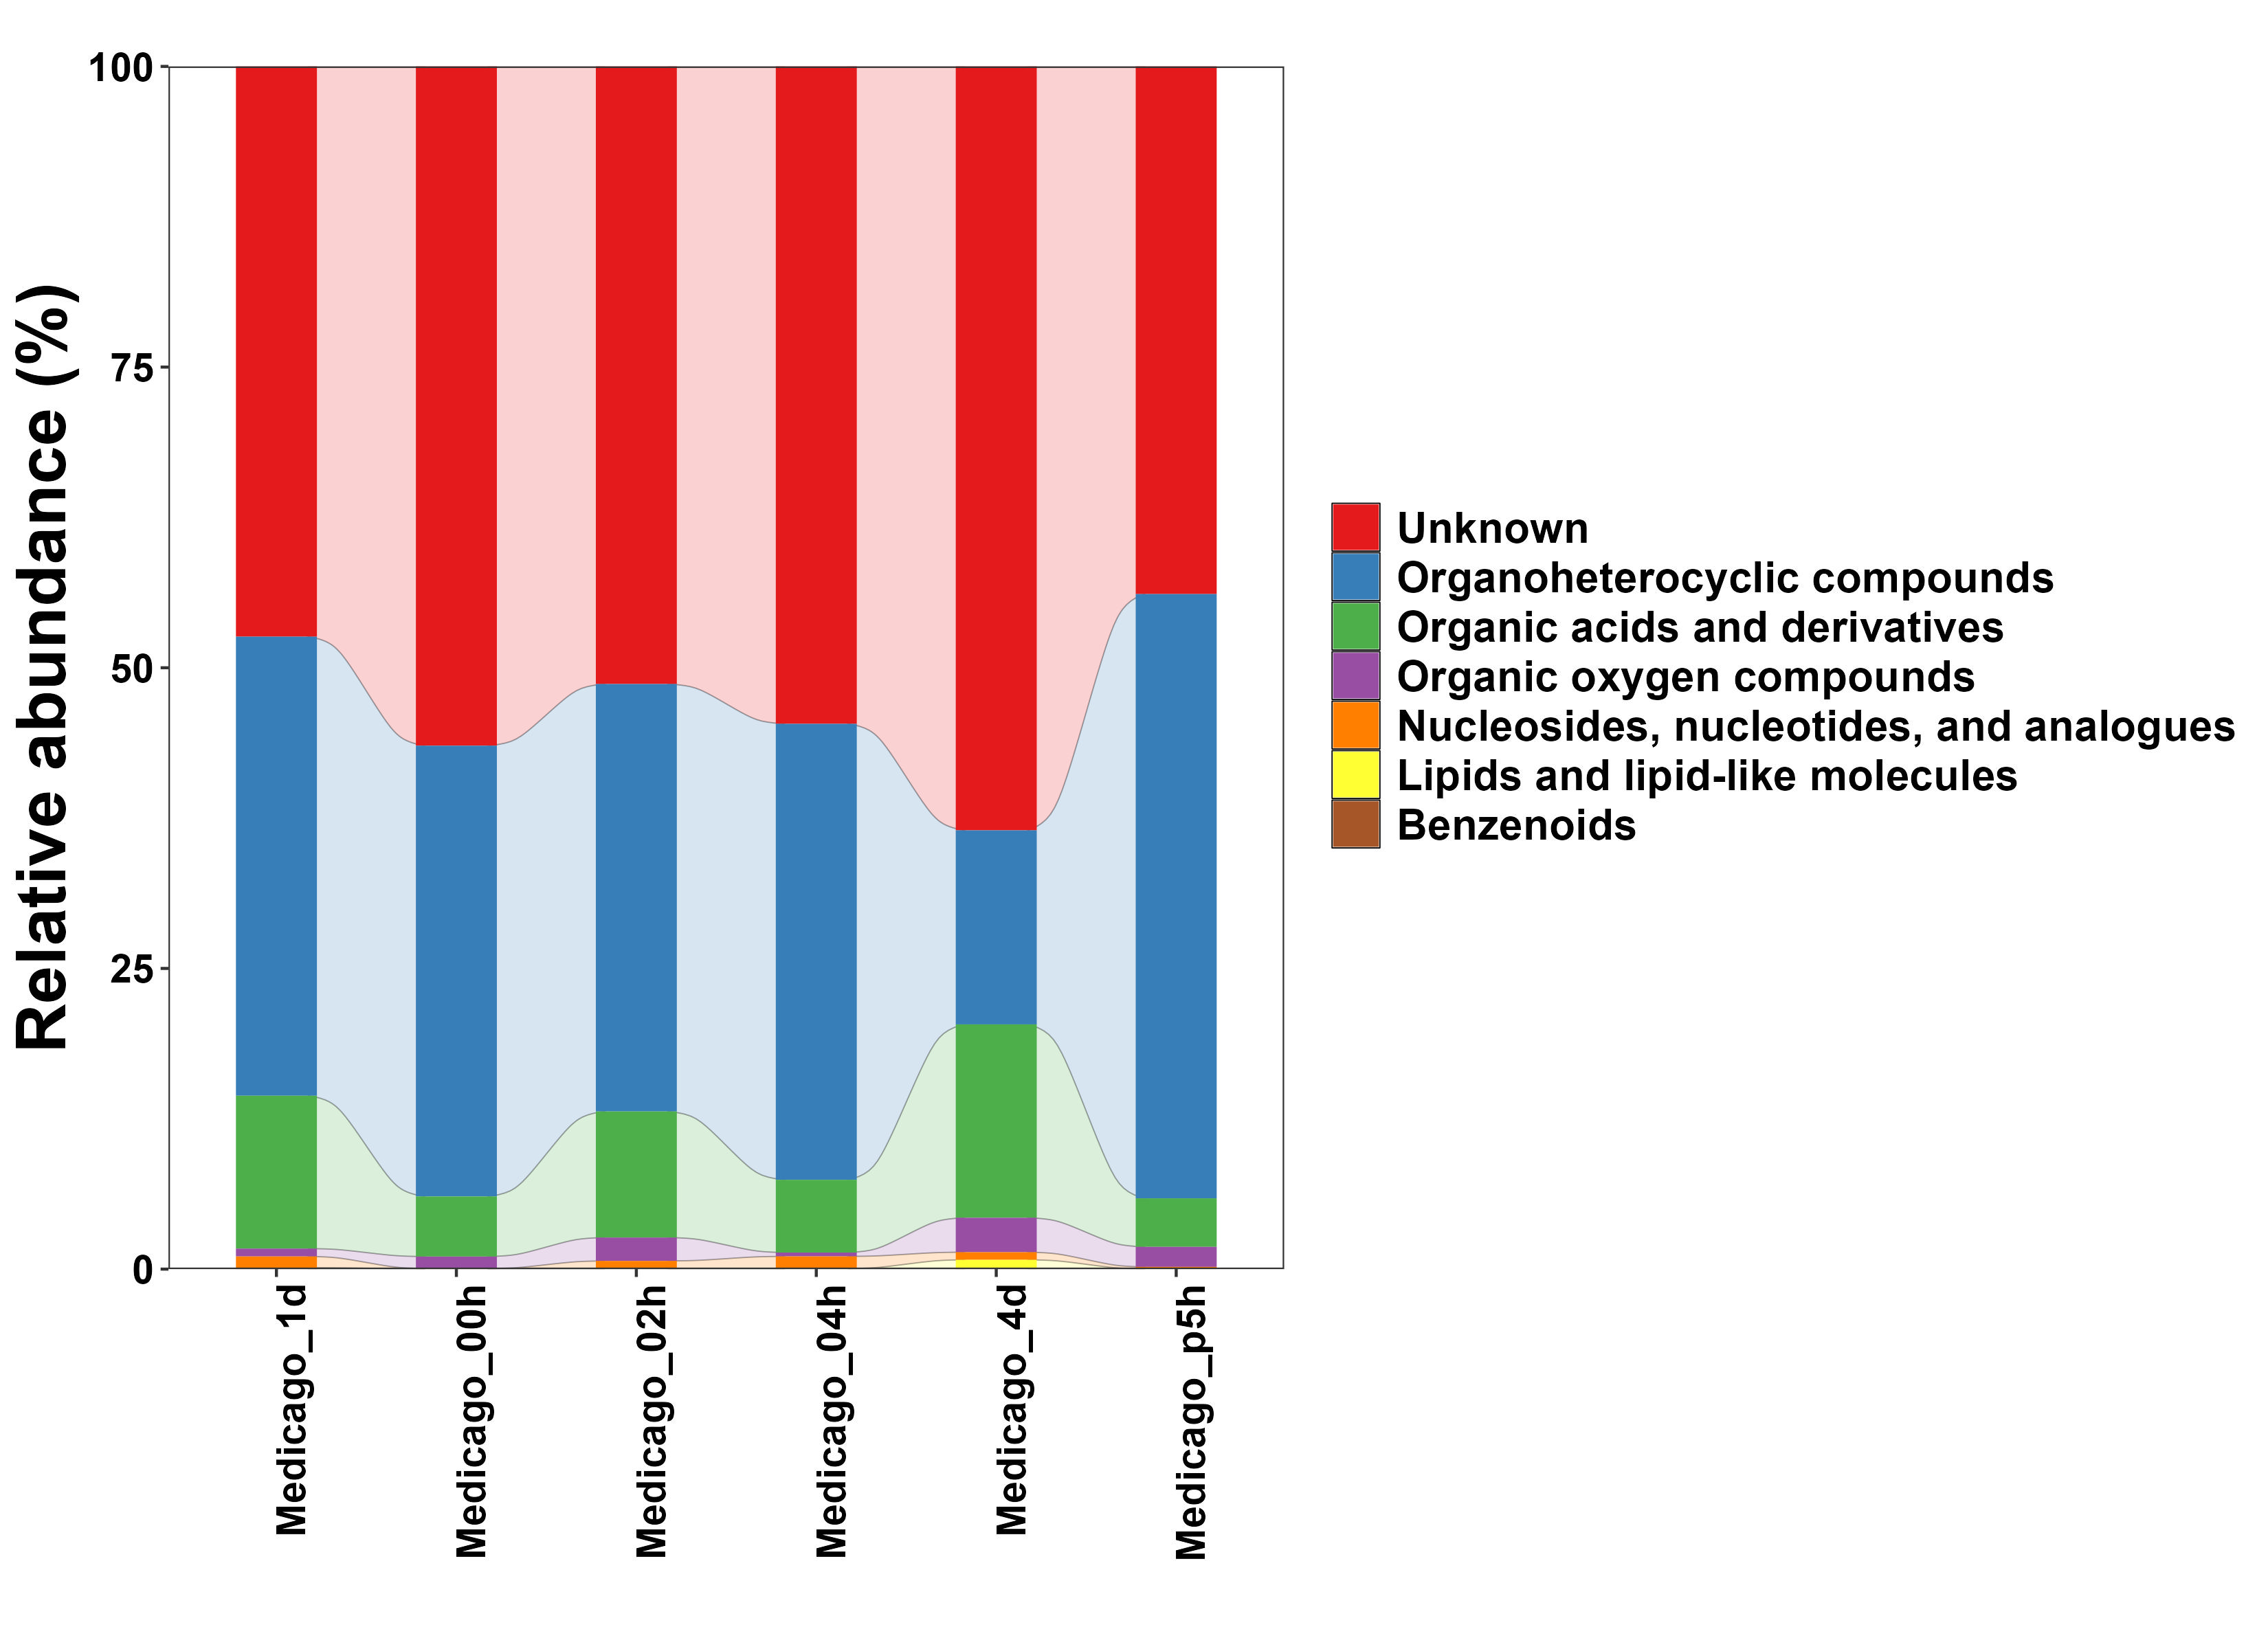 Relative abundance (%)
100
75
50
25
0
Medicago_1d
Medicago_00h
Medicago_02h
Medicago_04h
Medicago_4d
Medicago_p5h
Unknown
Organoheterocyclic compounds
Organic acids and derivatives
Organic oxygen compounds
Nucleosides, nucleotides, and analogues
Lipids and lipid-like molecules
Benzenoids